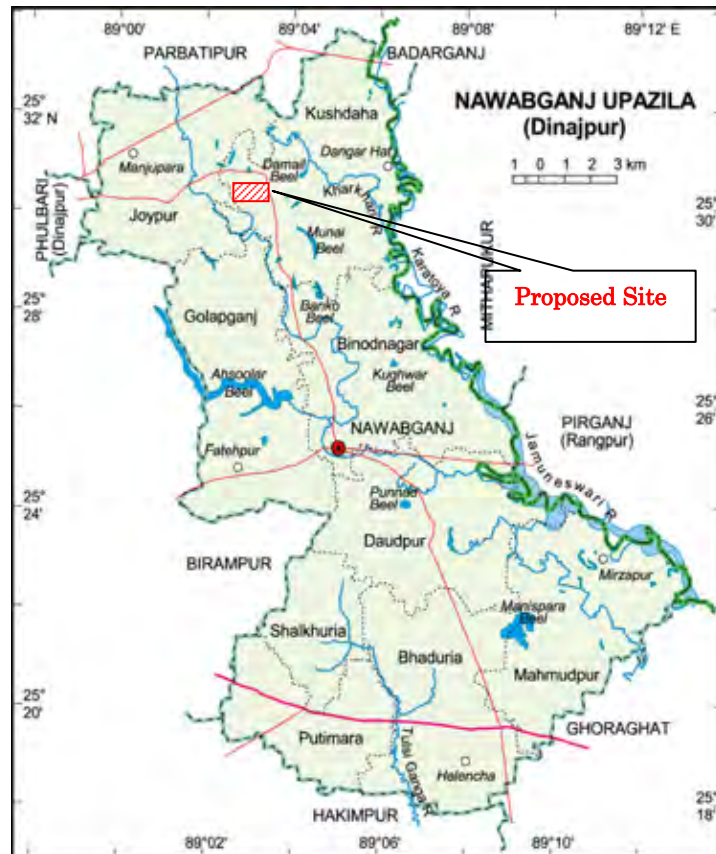 89°00'
89°04'
89°08'
89°12' E
PARBATIPUR
BADARGANJ
25°
32' N
Kushdaha
NAWABGANJ UPAZILA
(Dinajpur)
Manjupara
Damail
Beel
Dangar Hat
1 0 1 2 3 km
Khark
PHULBARI
(Dinajpur)
Joypur
25°
30'
Munai
Beel
Karatoya R
MITHAPUKUR
Proposed Site
25°
28'
Golapganj
Banko
Beel
Binodnagar
Ahsoolar
Beel
Kughwar
Beel
25°
26'
NAWABGANJ
PIRGANJ
(Rangpur)
Fatehpur
Jamuneswari R
25°
24'
Beel
Daudpur
BIRAMPUR
Mirzapur
Manispara
Beel
Shalkhuria
Bhaduria
Mahmudpur
25°
20'
GHORAGHAT
Putimara
Tulsi Ganga R
Helencha
HAKIMPUR
25°
18'
89°02'
89°06'
89°10'